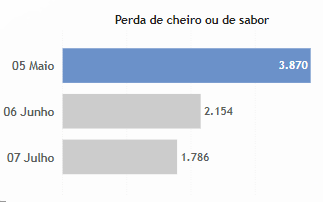 Perda de cheiro ou de sabor
05 Maio 3.870
06 Junho 2.154
07 Julho 1.786